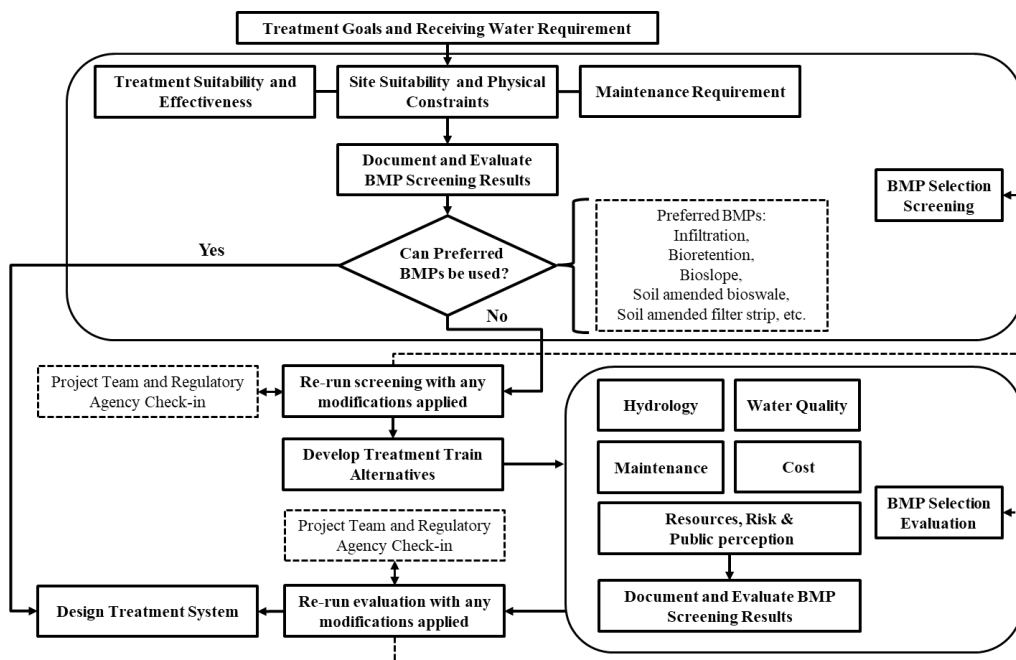 Treatment Goals and Receiving Water Requirement
Treatment Suitability and
Effectiveness
Site Suitability and Physical
Constraints
Maintenance Requirement
Document and Evaluate
BMP Screening Results
BMP Selection
Screening
Preferred BMPs:
Infiltration,
Bioretention,
Bioslope,
Soil amended bioswale,
Soil amended filter strip, etc.
Yes
Can Preferred
BMPs be used?
No
Project Team and Regulatory
Agency Check-in
Re-run screening with any
modifications applied
Hydrology
Water Quality
Develop Treatment Train
Alternatives
Maintenance
Cost
BMP Selection
Evaluation
Resources, Risk &
Public perception
Project Team and Regulatory
Agency Check-in
Design Treatment System
Re-run evaluation with any
modifications applied
Document and Evaluate BMP
Screening Results